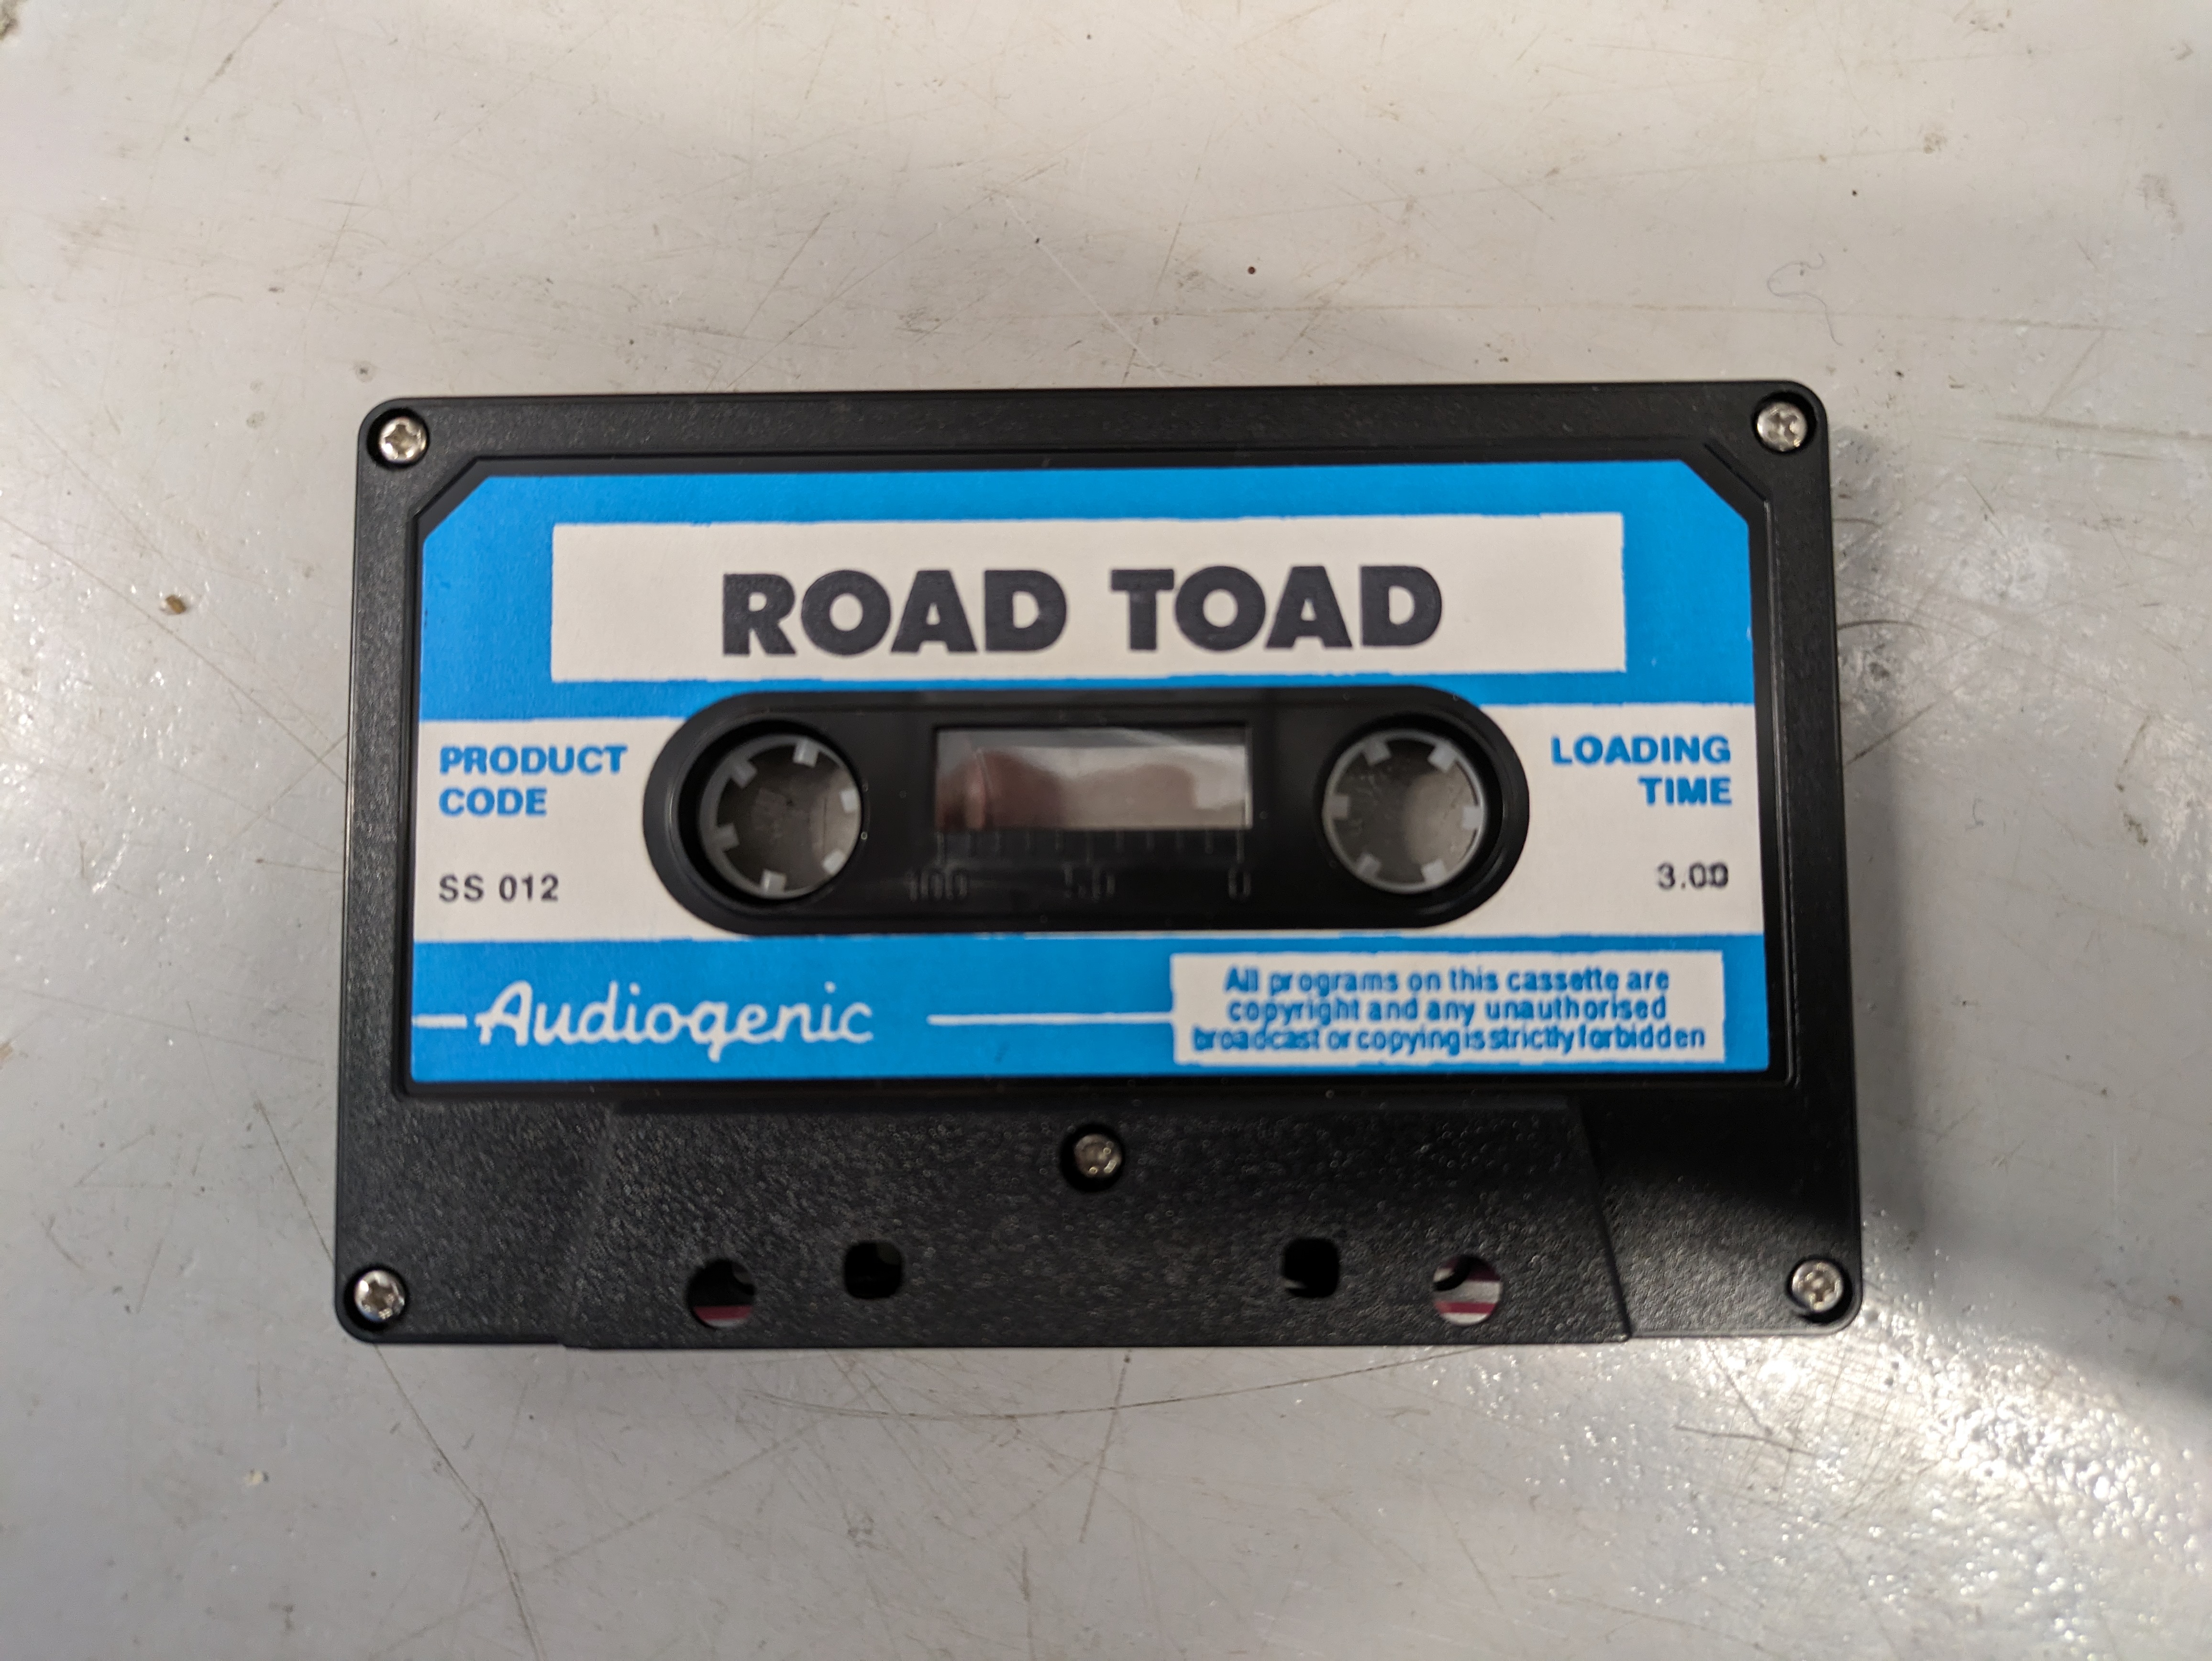 ROAD TOAD
PRODUCT
CODE
SS 012
LOADING
TIME
3.00
100 50 0
Audiogenic
All programs on this cassette are
copyright and any unauthorised
broadcast or copying is strictly forbidden